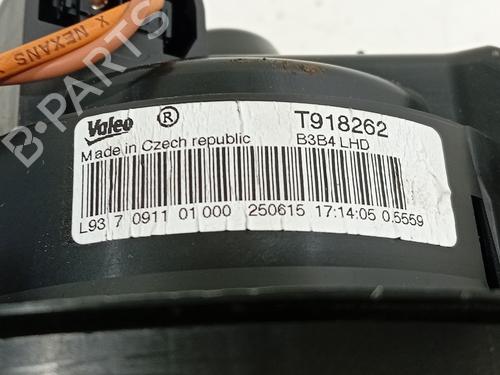 X NEXANS
Valeo ® T918262
Made in Czech republic B3B4 LHD
L93 7 0911 01 000 250615 17:14:05 0.5559